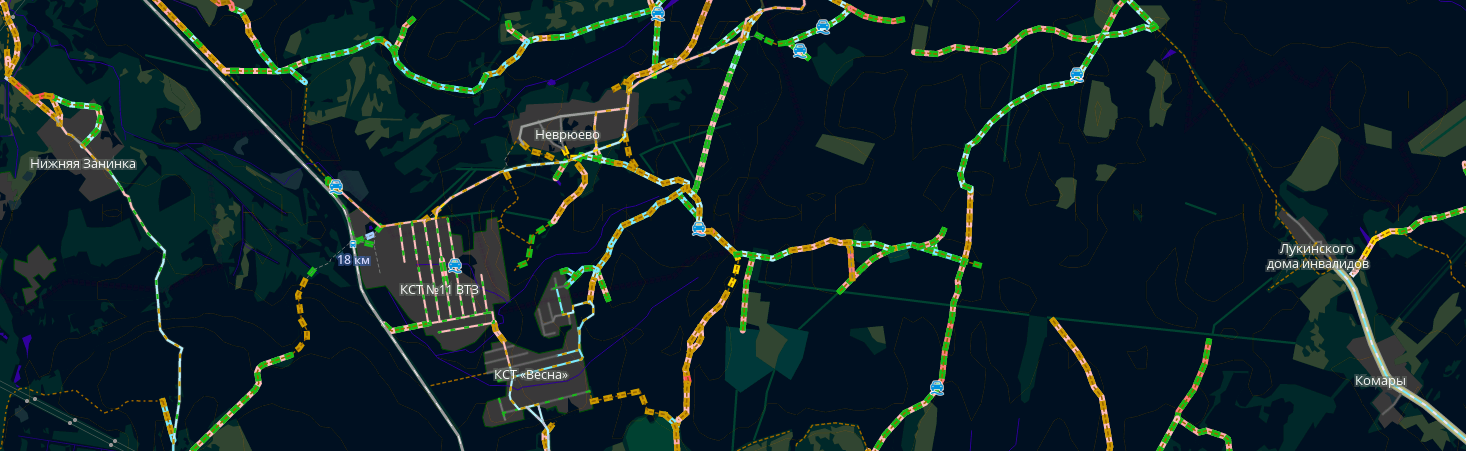 Неврюево
Нижняя Занинка
Лукинского
дома инвалидов
18 км
КСТ №11 ВТЗ
КСТ «Весна»
Комары